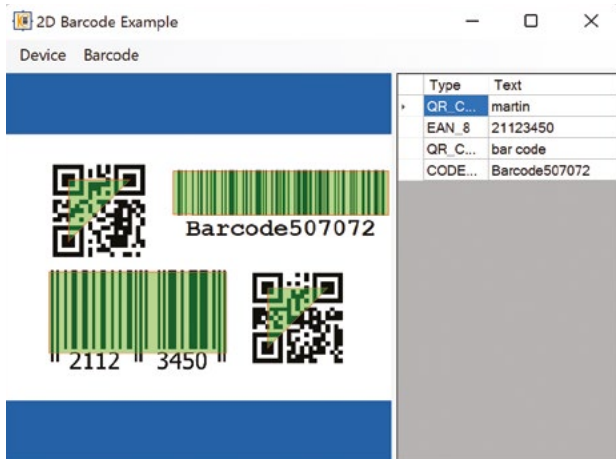 2D Barcode Example
Device Barcode
Type Text
QR_C... martin
EAN_8 21123450
QR_C... bar code
CODE... Barcode507072
Barcode507072
2112 3450